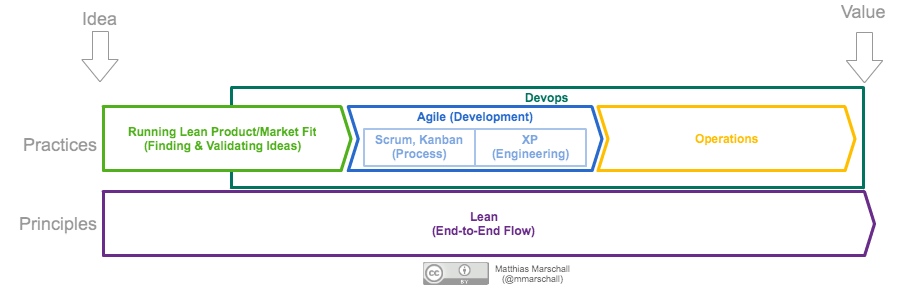 Idea
Value
Devops
Practices
Running Lean Product/Market Fit
(Finding & Validating Ideas)
Agile (Development)
Scrum, Kanban
(Process)
XP
(Engineering)
Operations
Principles
Lean
(End-to-End Flow)
cc
BY
Matthias Marschall
(@mmarschall)